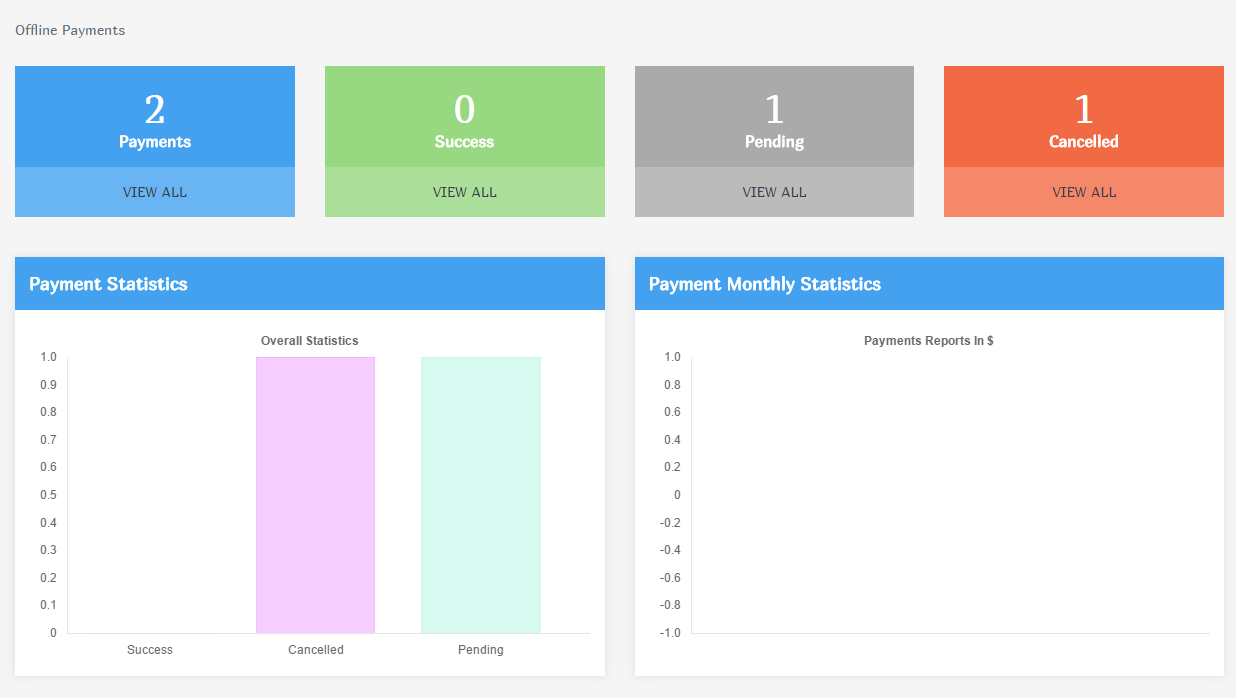 Offline Payments
2
Payments
VIEW ALL
0
Success
VIEW ALL
1
Pending
VIEW ALL
1
Cancelled
VIEW ALL
Payment Statistics
Overall Statistics
1.0
0.9
0.8
0.7
0.6
0.5
0.4
0.3
0.2
0.1
0
Success Cancelled Pending
Payment Monthly Statistics
Payments Reports In $
1.0
0.8
0.6
0.4
0.2
0
-0.2
-0.4
-0.6
-0.8
-1.0